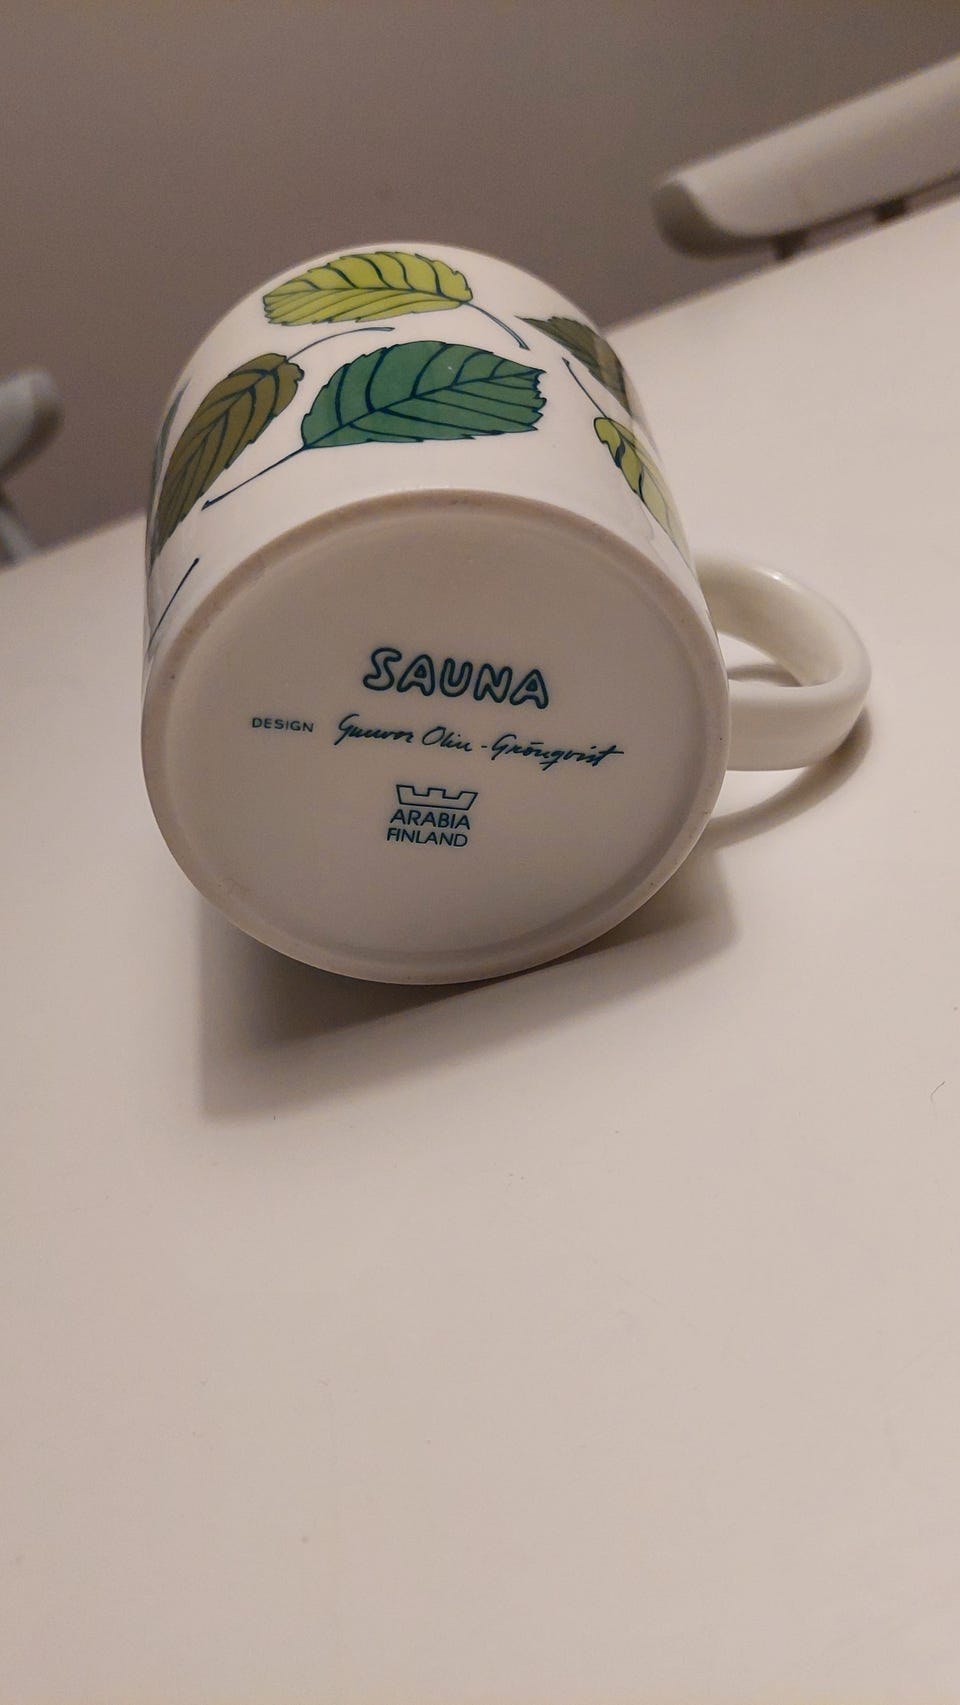 SAUNA
DESIGN Gunvor Olin-Grönqvist
ARABIA
FINLAND